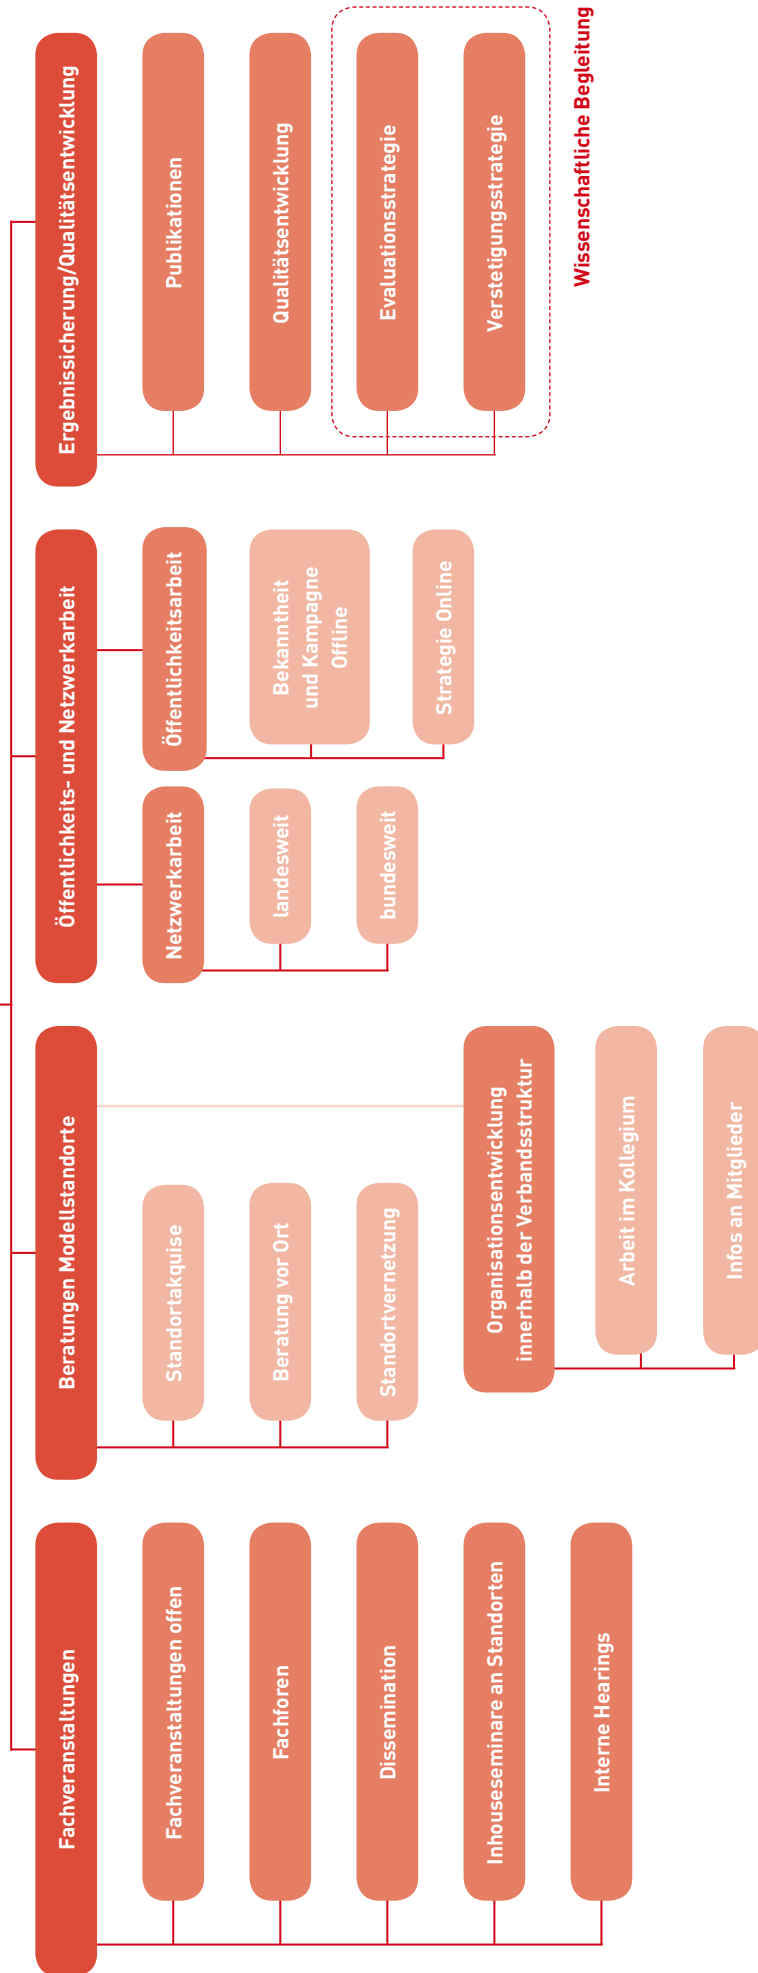 Fachveranstaltungen
Fachveranstaltungen offen
Fachforen
Dissemination
Inhouseseminare an Standorten
Interne Hearings
Beratungen Modellstandorte
Standortakquise
Beratung vor Ort
Standortvernetzung
Organisationsentwicklung
innerhalb der Verbandsstruktur
Arbeit im Kollegium
Infos an Mitglieder
Öffentlichkeits- und Netzwerkarbeit
Netzwerkarbeit
landesweit
bundesweit
Öffentlichkeitsarbeit
Bekanntheit
und Kampagne
Offline
Strategie Online
Ergebnissicherung/Qualitätsentwicklung
Publikationen
Qualitätsentwicklung
Evaluationsstrategie
Verstetigungsstrategie
Wissenschaftliche Begleitung